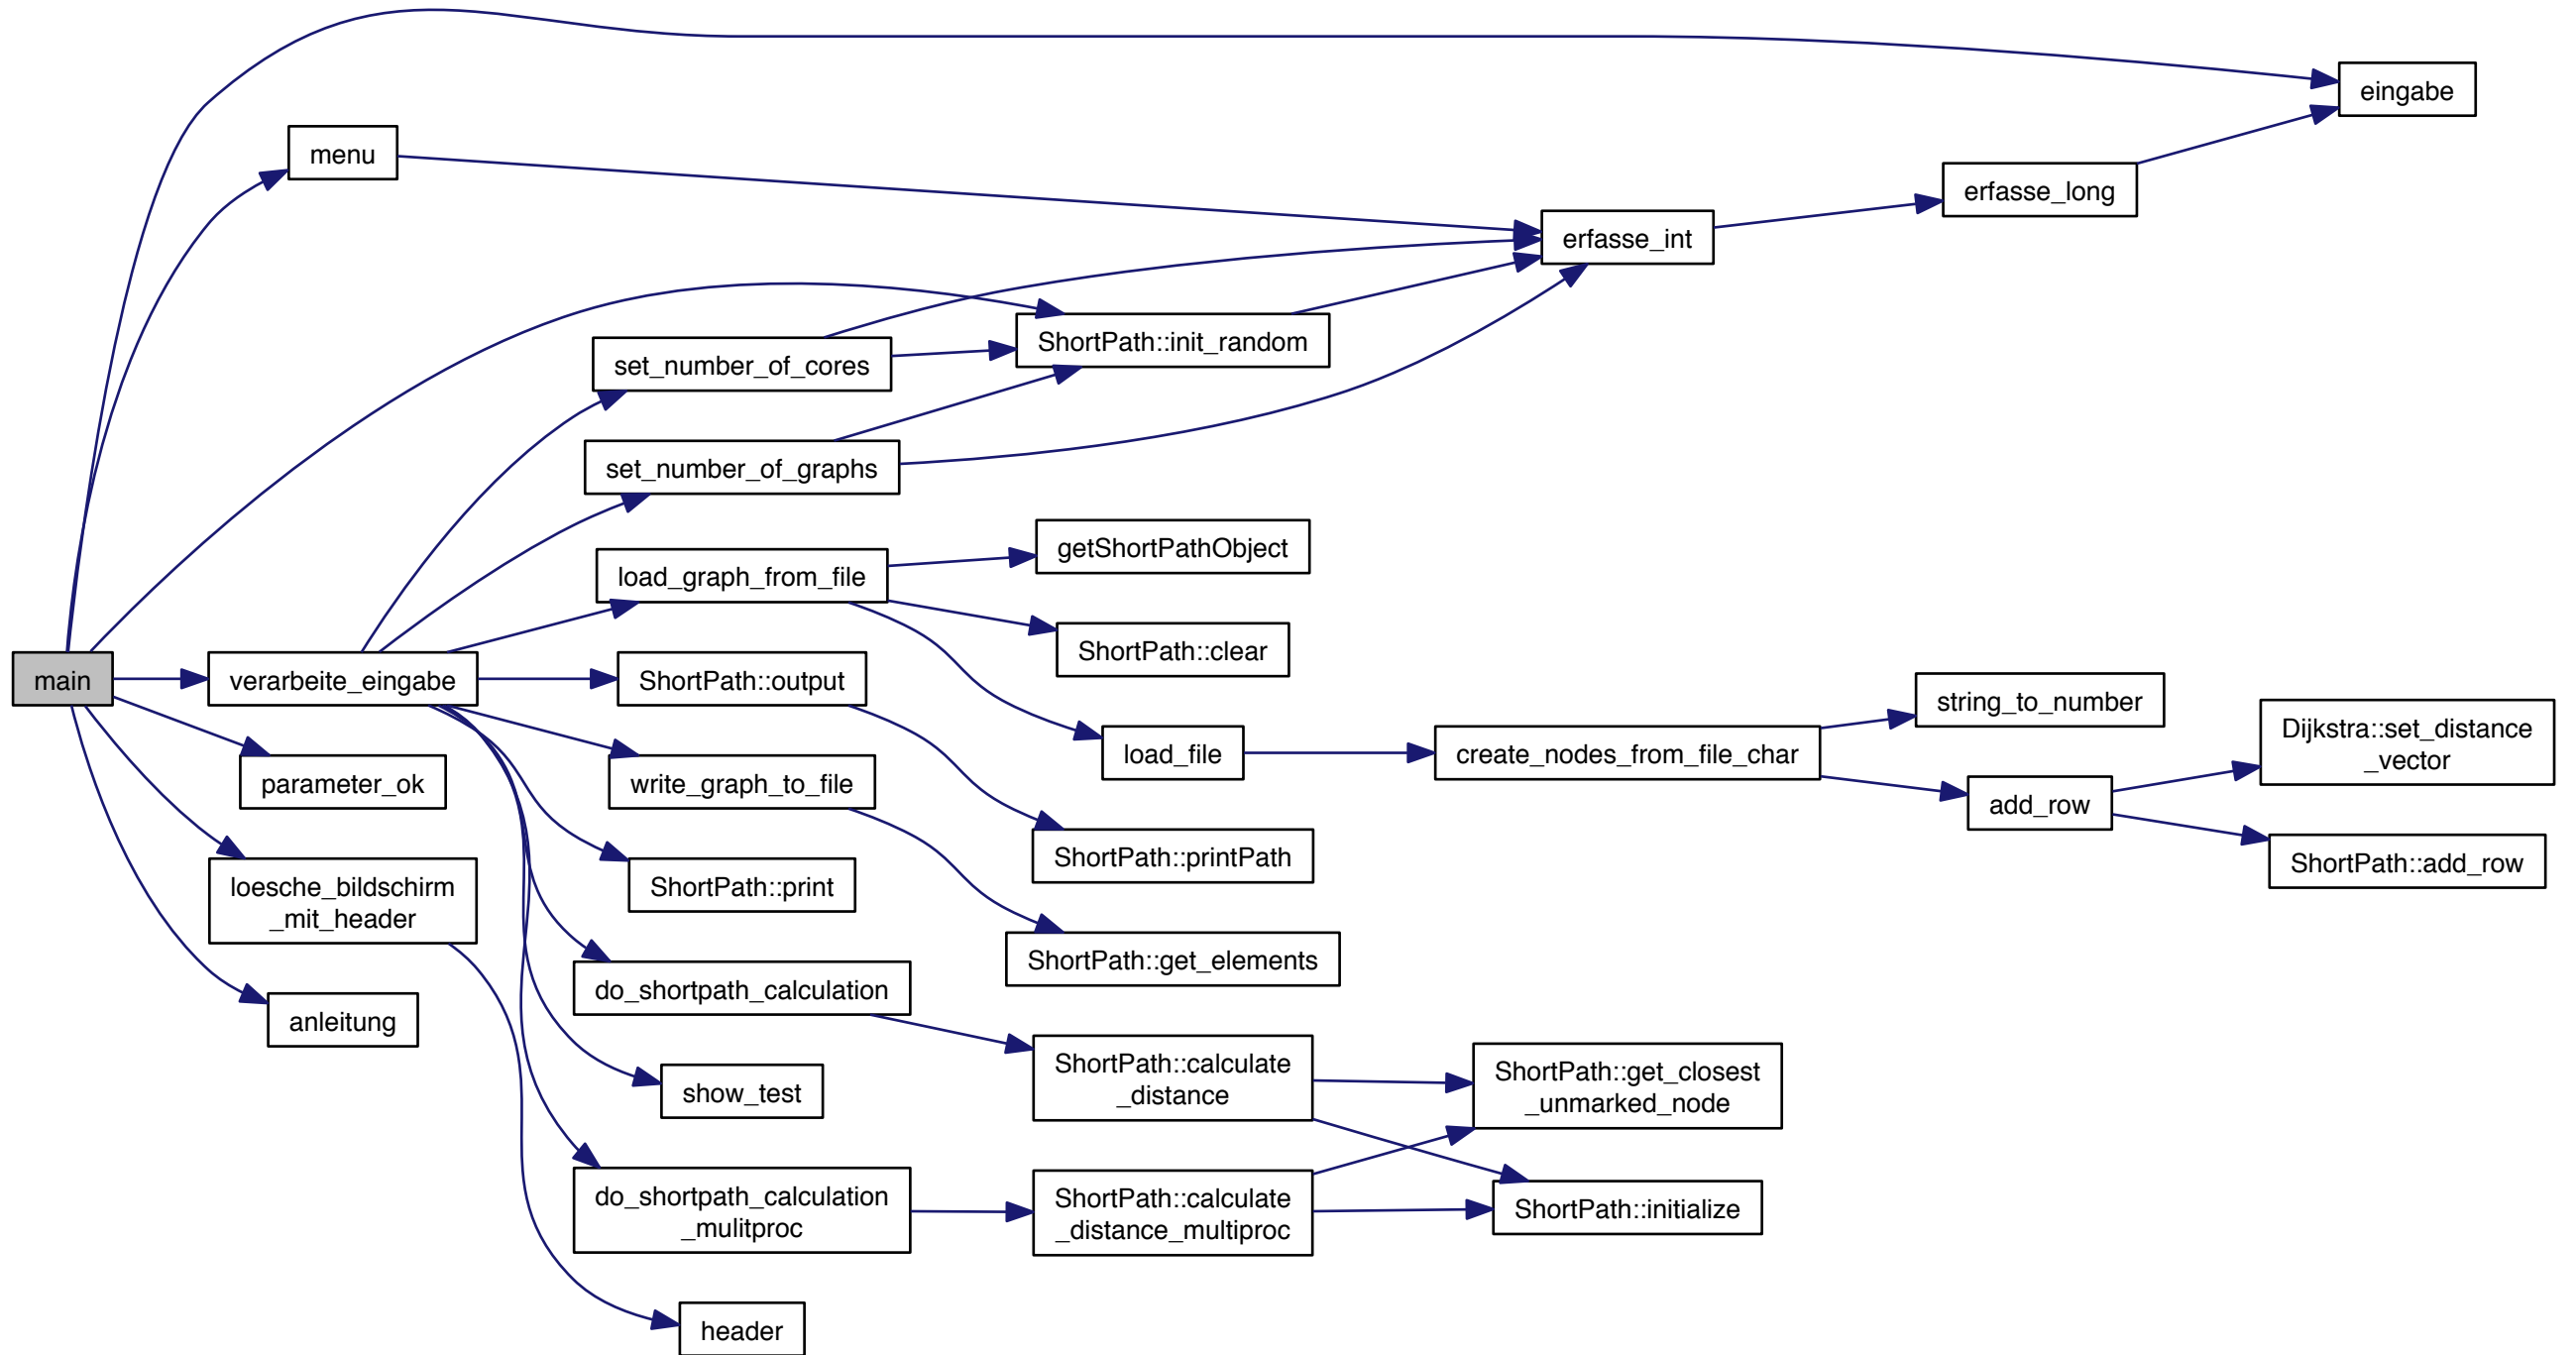 main
eingabe
menu
erfasse_long
erfasse_int
ShortPath::init_random
set_number_of_cores
set_number_of_graphs
getShortPathObject
load_graph_from_file
ShortPath::clear
verarbeite_eingabe
ShortPath::output
string_to_number
Dijkstra::set_distance
_vector
load_file
create_nodes_from_file_char
parameter_ok
write_graph_to_file
add_row
ShortPath::printPath
ShortPath::add_row
loesche_bildschirm
_mit_header
ShortPath::print
ShortPath::get_elements
do_shortpath_calculation
anleitung
ShortPath::calculate
_distance
ShortPath::get_closest
_unmarked_node
show_test
do_shortpath_calculation
_mulitproc
ShortPath::calculate
_distance_multiproc
ShortPath::initialize
header